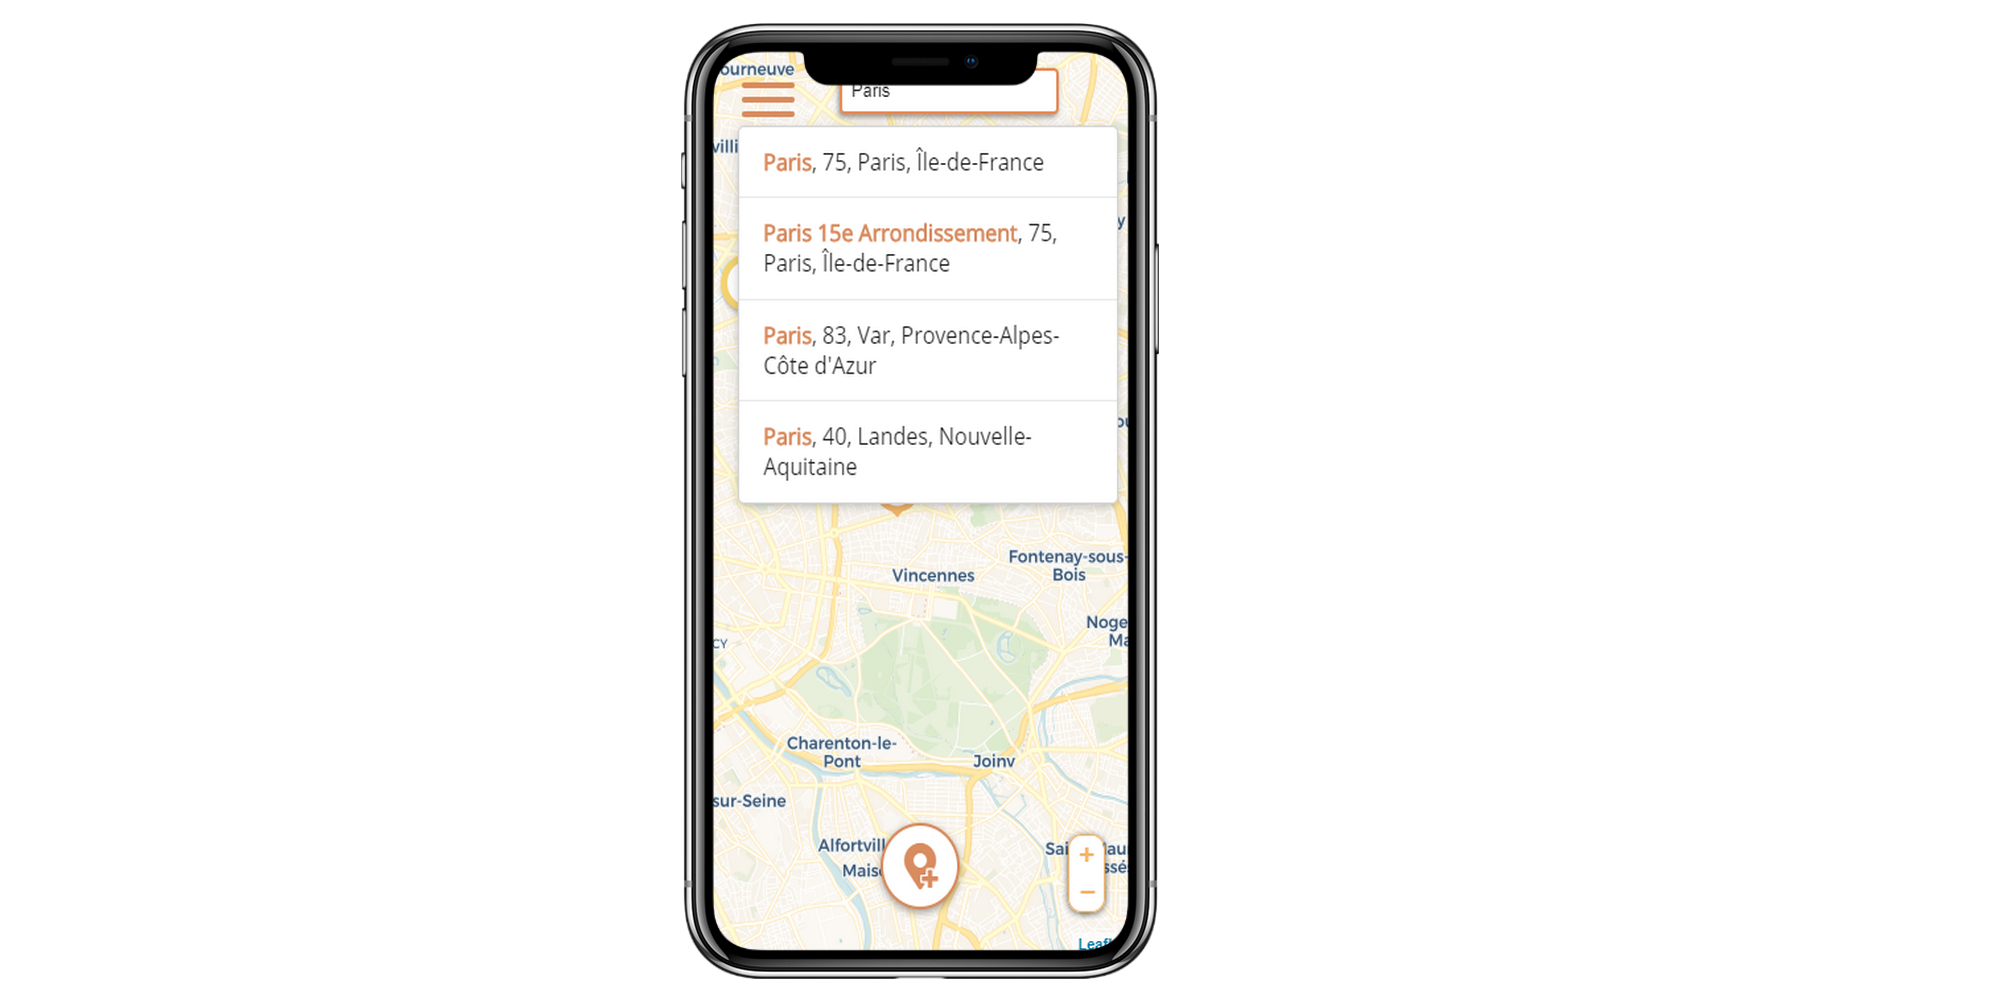 ourneuve
Paris
villi
Paris, 75, Paris, Île-de-France
Paris 15e Arrondissement, 75,
Paris, Île-de-France
Paris, 83, Var, Provence-Alpes-
Côte d'Azur
Paris, 40, Landes, Nouvelle-
Aquitaine
Fontenay-sous-
Bois
Vincennes
Noge
Ma
CY
Charenton-le-
Pont
Joinv
sur-Seine
Alfortvill
Mais
Sai
aur
ssé
+
−
Leaf